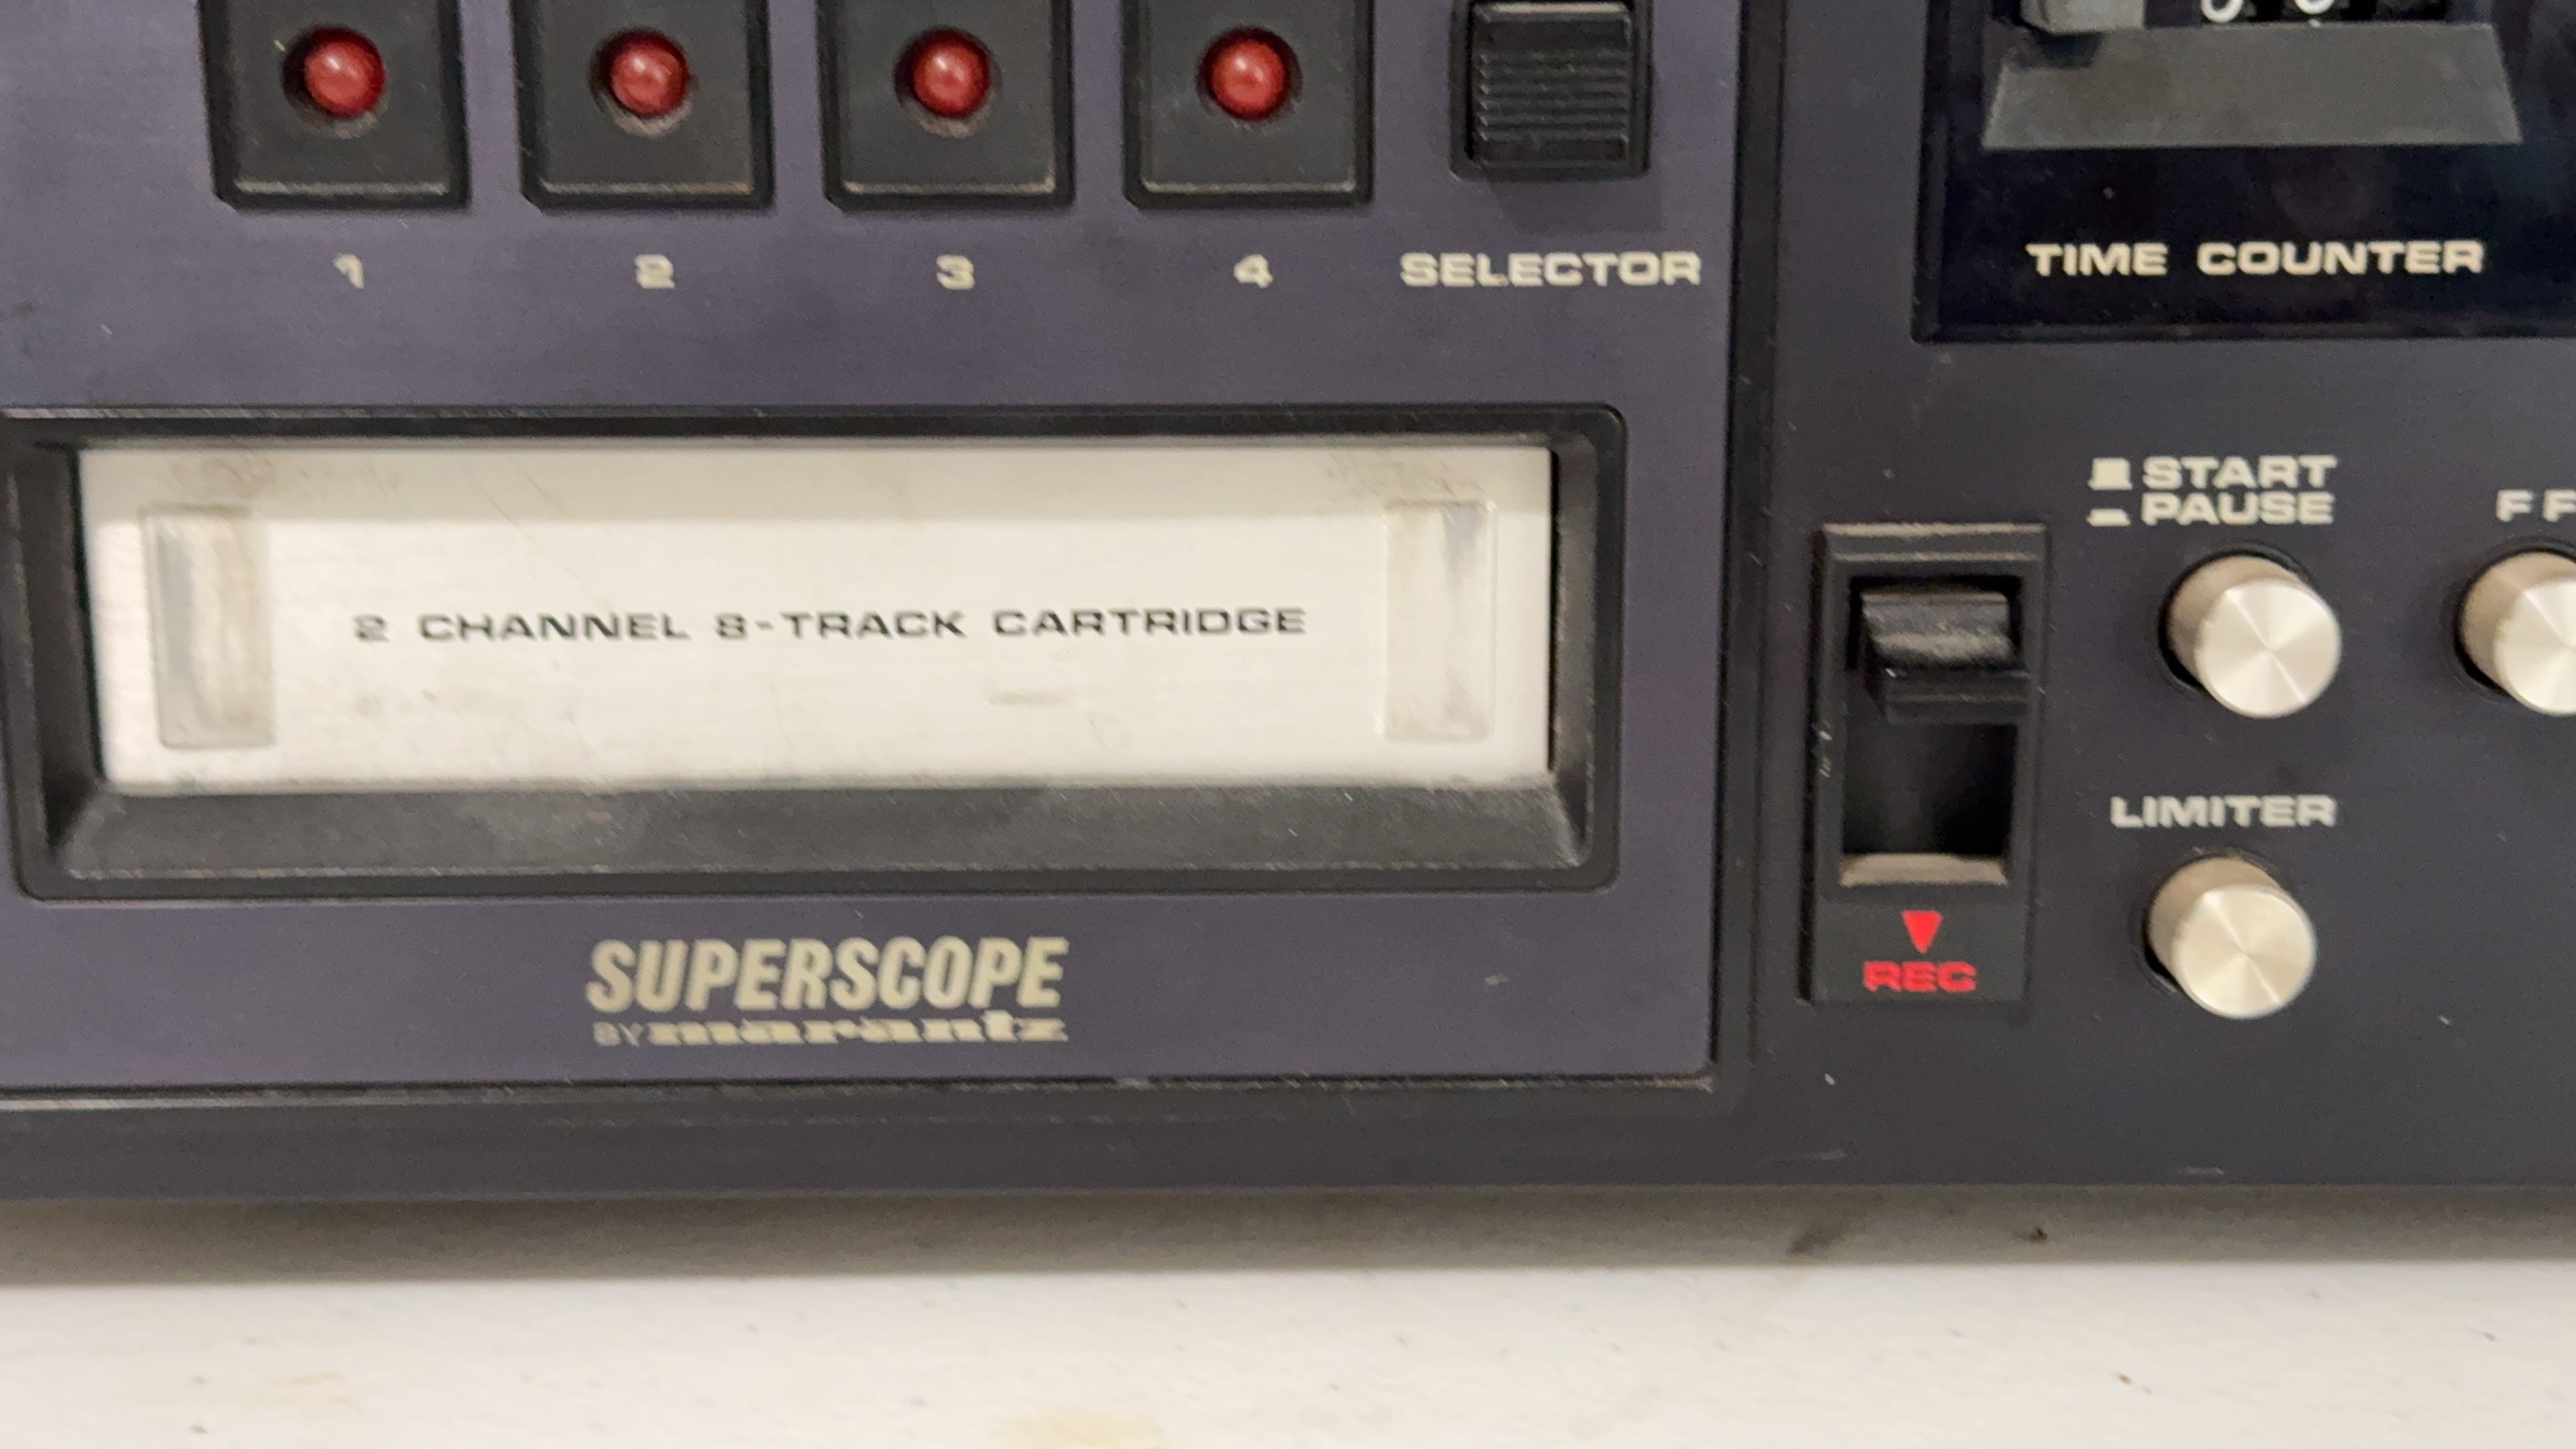 1 2 3 4 SELECTOR
TIME COUNTER
START
PAUSE
FF
2 CHANNEL 8-TRACK CARTRIDGE
LIMITER
REC
SUPERSCOPE
BY marantz